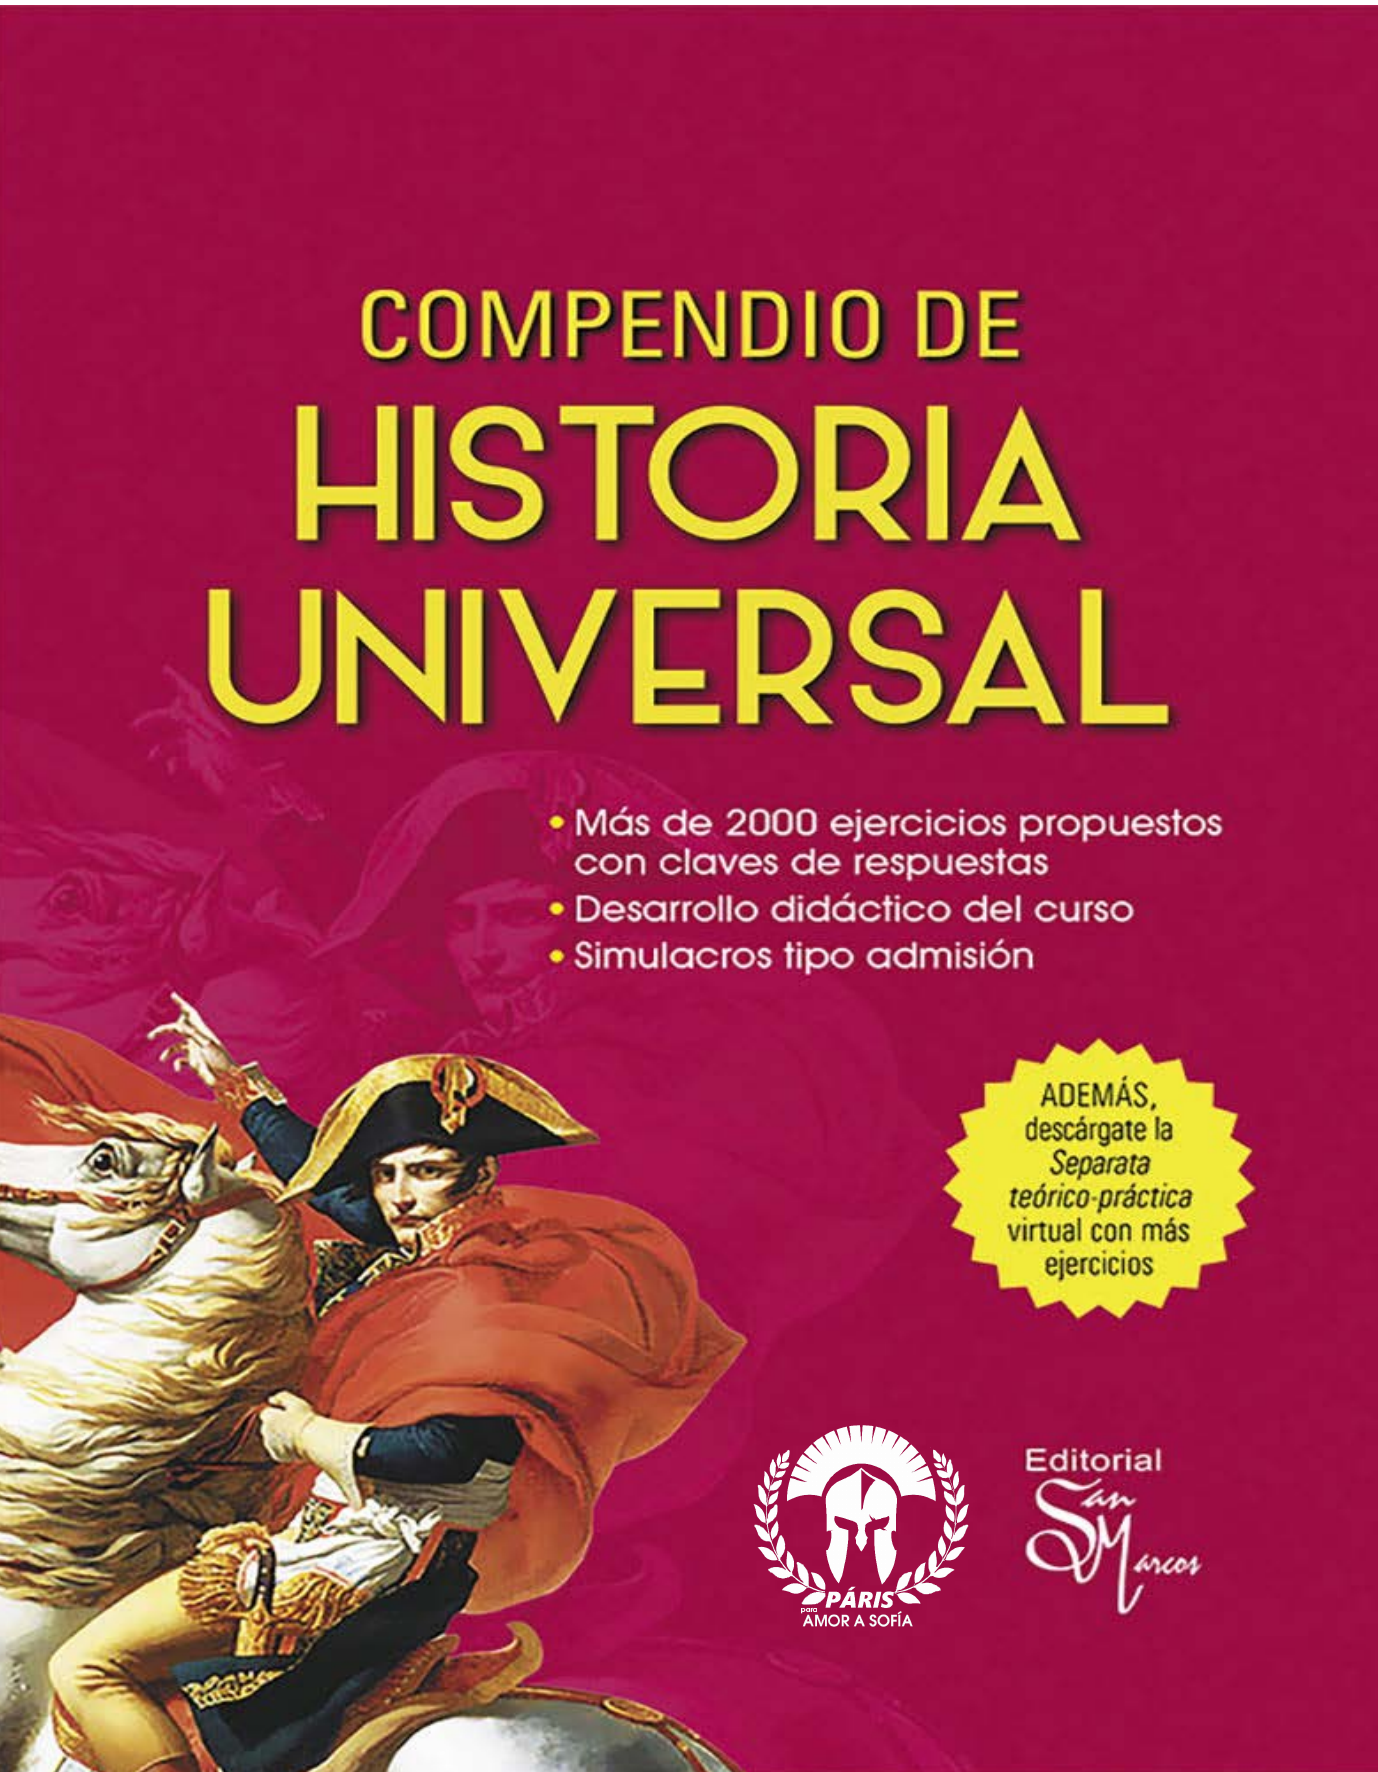 COMPENDIO DE
HISTORIA
UNIVERSAL
• Más de 2000 ejercicios propuestos
con claves de respuestas
• Desarrollo didáctico del curso
• Simulacros tipo admisión
ADEMÁS,
descárgate la
Separata
teórico-práctica
virtual con más
ejercicios
Editorial
San
Marcos
PÁRIS
para
AMOR A SOFÍA